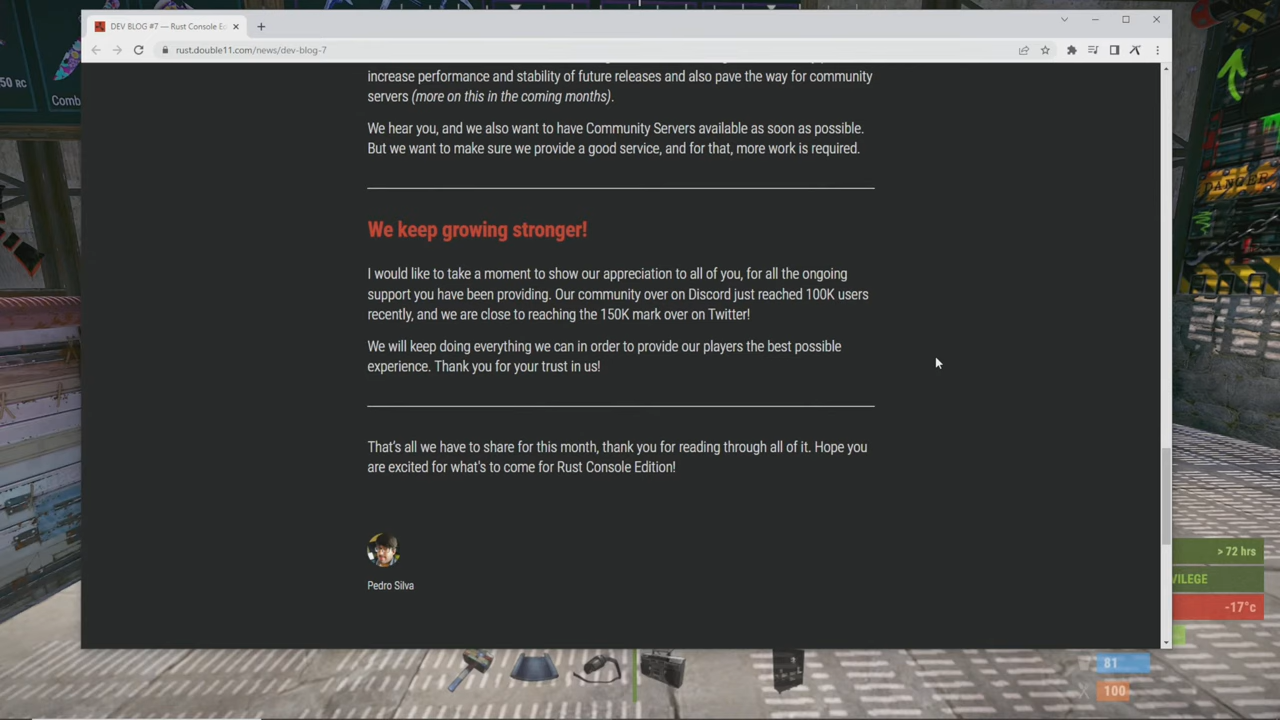 50 RC
Comb
DEV BLOG #7 — Rust Console Ed
rust.double11.com/news/dev-blog-7
increase performance and stability of future releases and also pave the way for community
servers (more on this in the coming months).
We hear you, and we also want to have Community Servers available as soon as possible.
But we want to make sure we provide a good service, and for that, more work is required.
We keep growing stronger!
I would like to take a moment to show our appreciation to all of you, for all the ongoing
support you have been providing. Our community over on Discord just reached 100K users
recently, and we are close to reaching the 150K mark over on Twitter!
We will keep doing everything we can in order to provide our players the best possible
experience. Thank you for your trust in us!
That's all we have to share for this month, thank you for reading through all of it. Hope you
are excited for what's to come for Rust Console Edition!
Pedro Silva
DANGER
> 72 hrs
VILEGE
-17°c
81
100